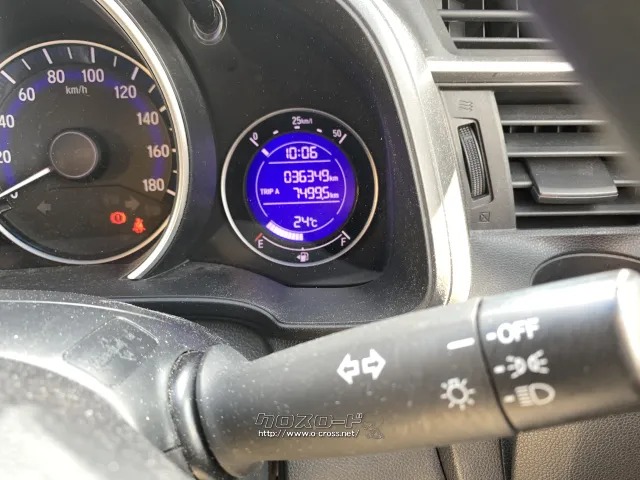 80
100
60
120
km/h
40
140
20
160
0
180
25km/l
0
50
10:06
036349km
TRIP A
7499.5km
24℃
E
F
OFF
クロスロード
http://www.o-cross.net/